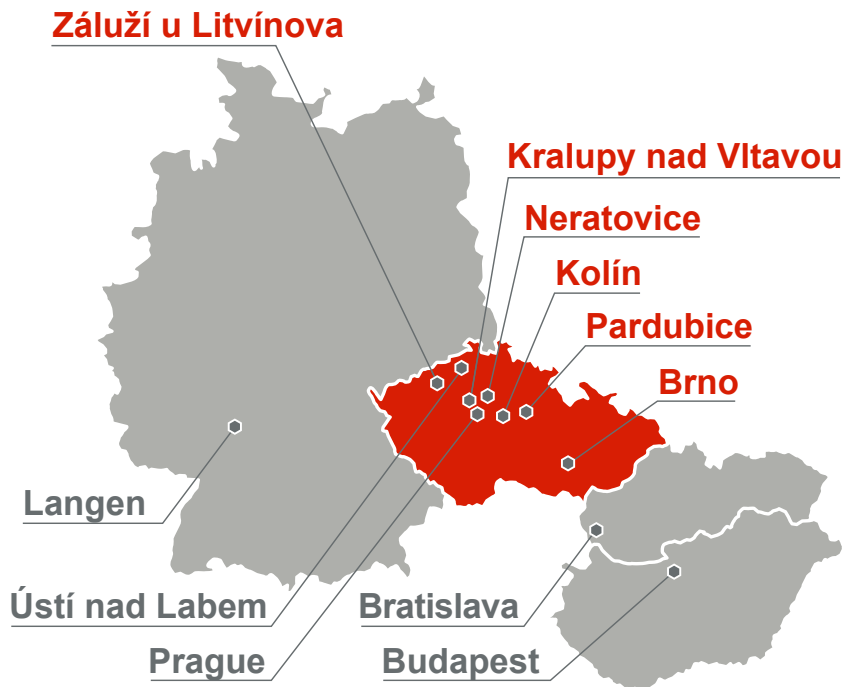 Záluží u Litvínova
Kralupy nad Vltavou
Neratovice
Kolín
Pardubice
Brno
Langen
Ústí nad Labem
Bratislava
Prague
Budapest